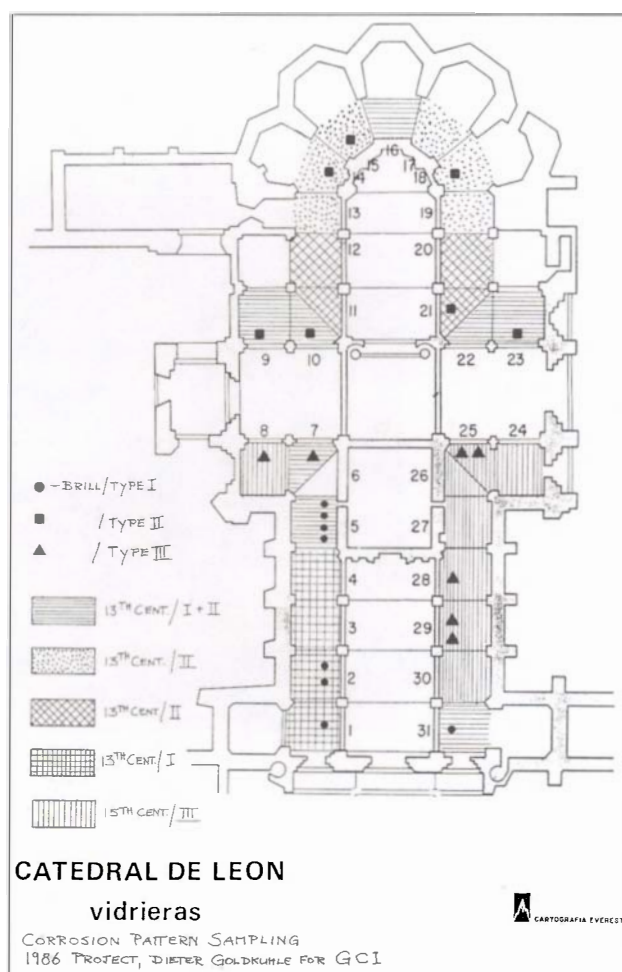 16
15 17
14 18
13 19
12 20
11 21
9 10 22 23
8 7 25 24
6 26
5 27
4 28
3 29
2 30
1 31
● - BRILL / TYPE I
■ / TYPE II
▲ / TYPE III
13TH CENT. / I + II
13TH CENT. / II
13TH CENT. / II
13TH CENT. / I
15TH CENT. / III
CATEDRAL DE LEON
vidrieras
CARTOGRAFIA EVEREST
CORROSION PATTERN SAMPLING
1986 PROJECT, DIETER GOLDKUHLE FOR GCI